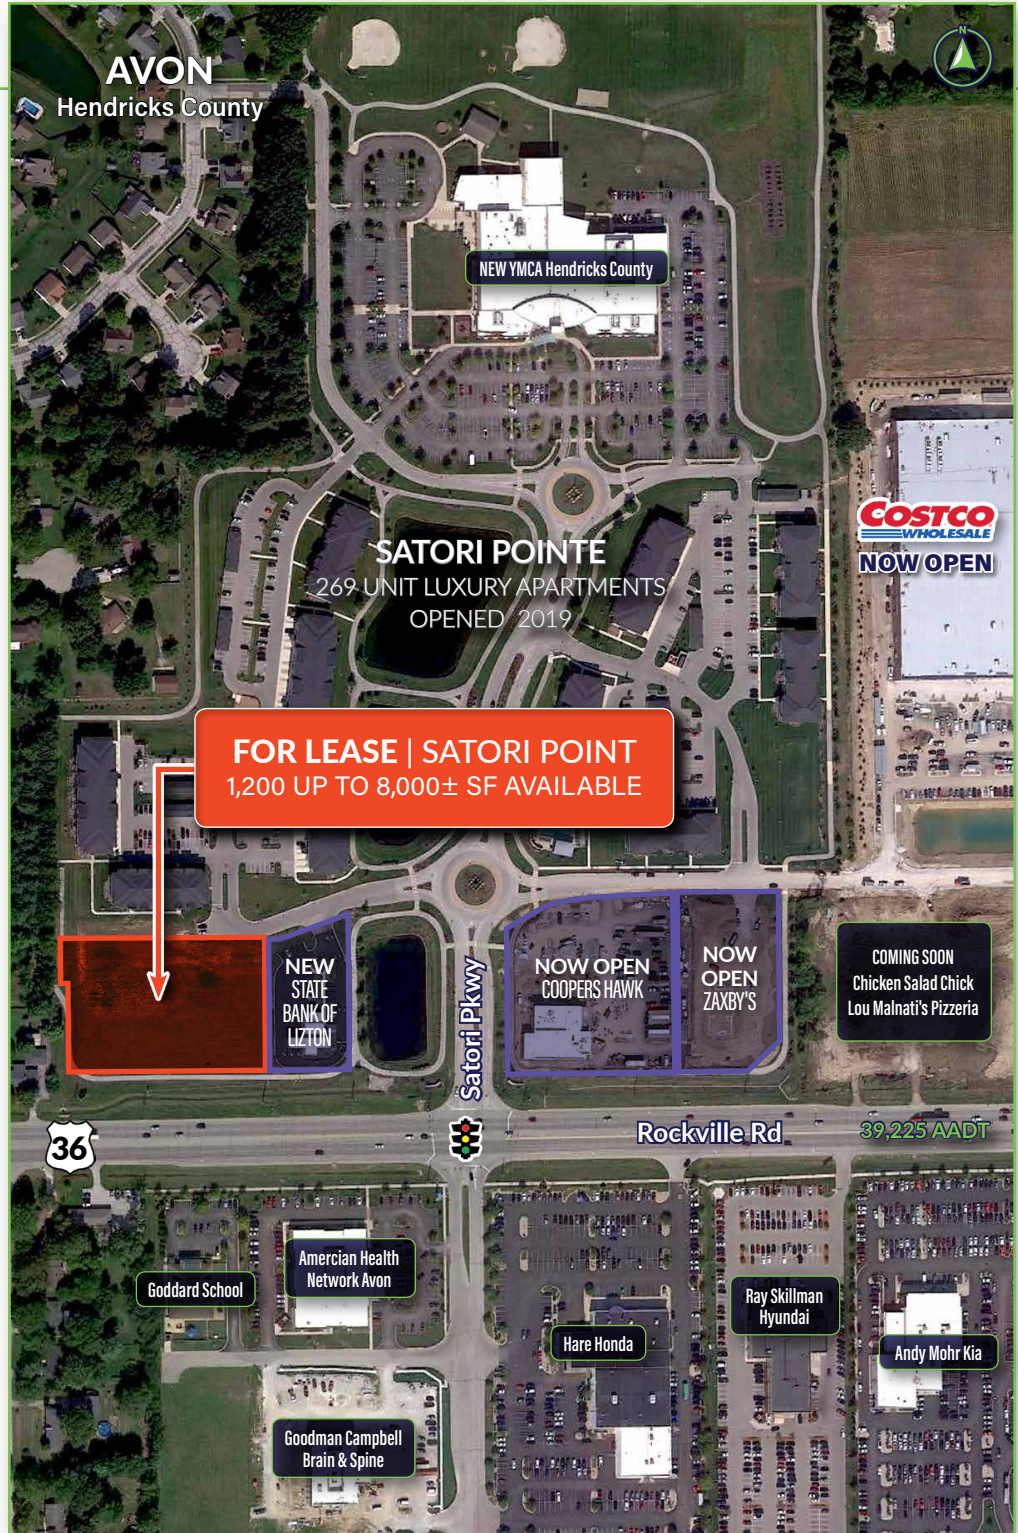 N
AVON
Hendricks County
NEW YMCA Hendricks County
COSTCO
WHOLESALE
NOW OPEN
SATORI POINTE
269 UNIT LUXURY APARTMENTS
OPENED 2019
FOR LEASE | SATORI POINT
1,200 UP TO 8,000± SF AVAILABLE
NEW
STATE
BANK OF
LIZTON
Satori Pkwy
NOW OPEN
COOPERS HAWK
NOW
OPEN
ZAXBY'S
COMING SOON
Chicken Salad Chick
Lou Malnati's Pizzeria
36
Rockville Rd
39,225 AADT
Goddard School
Amercian Health
Network Avon
Hare Honda
Ray Skillman
Hyundai
Andy Mohr Kia
Goodman Campbell
Brain & Spine